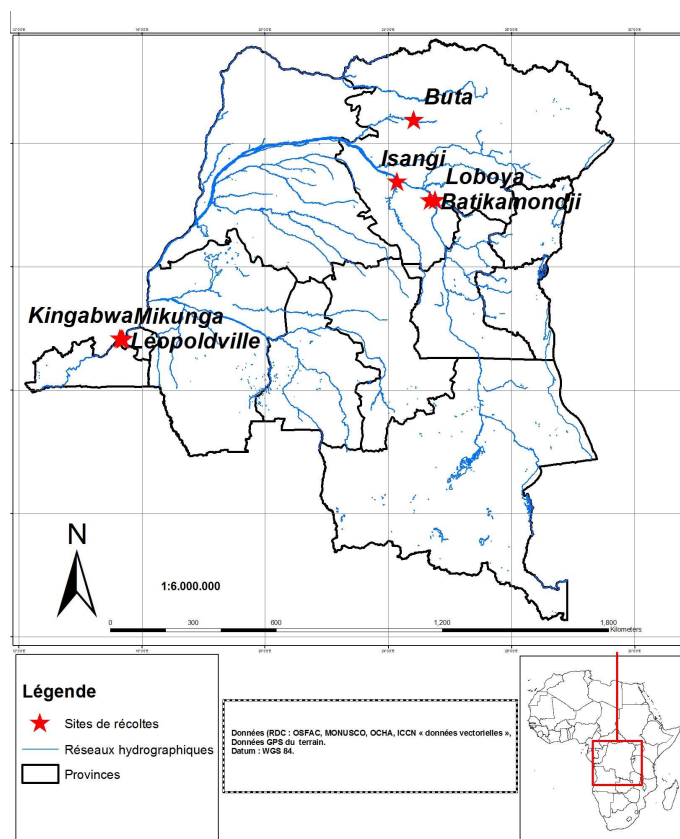 Buta
Isangi
Loboya
Batikamondji
KingabwaMikunga
Leopoldville
N
1:6.000.000
0 300 600 1,200 1,800
Kilometers
Légende
Sites de récoltes
Réseaux hydrographiques
Provinces
Données (RDC : OSFAC, MONUSCO, OCHA, ICCN « données vectorielles »,
Données GPS du terrain.
Datum : WGS 84.